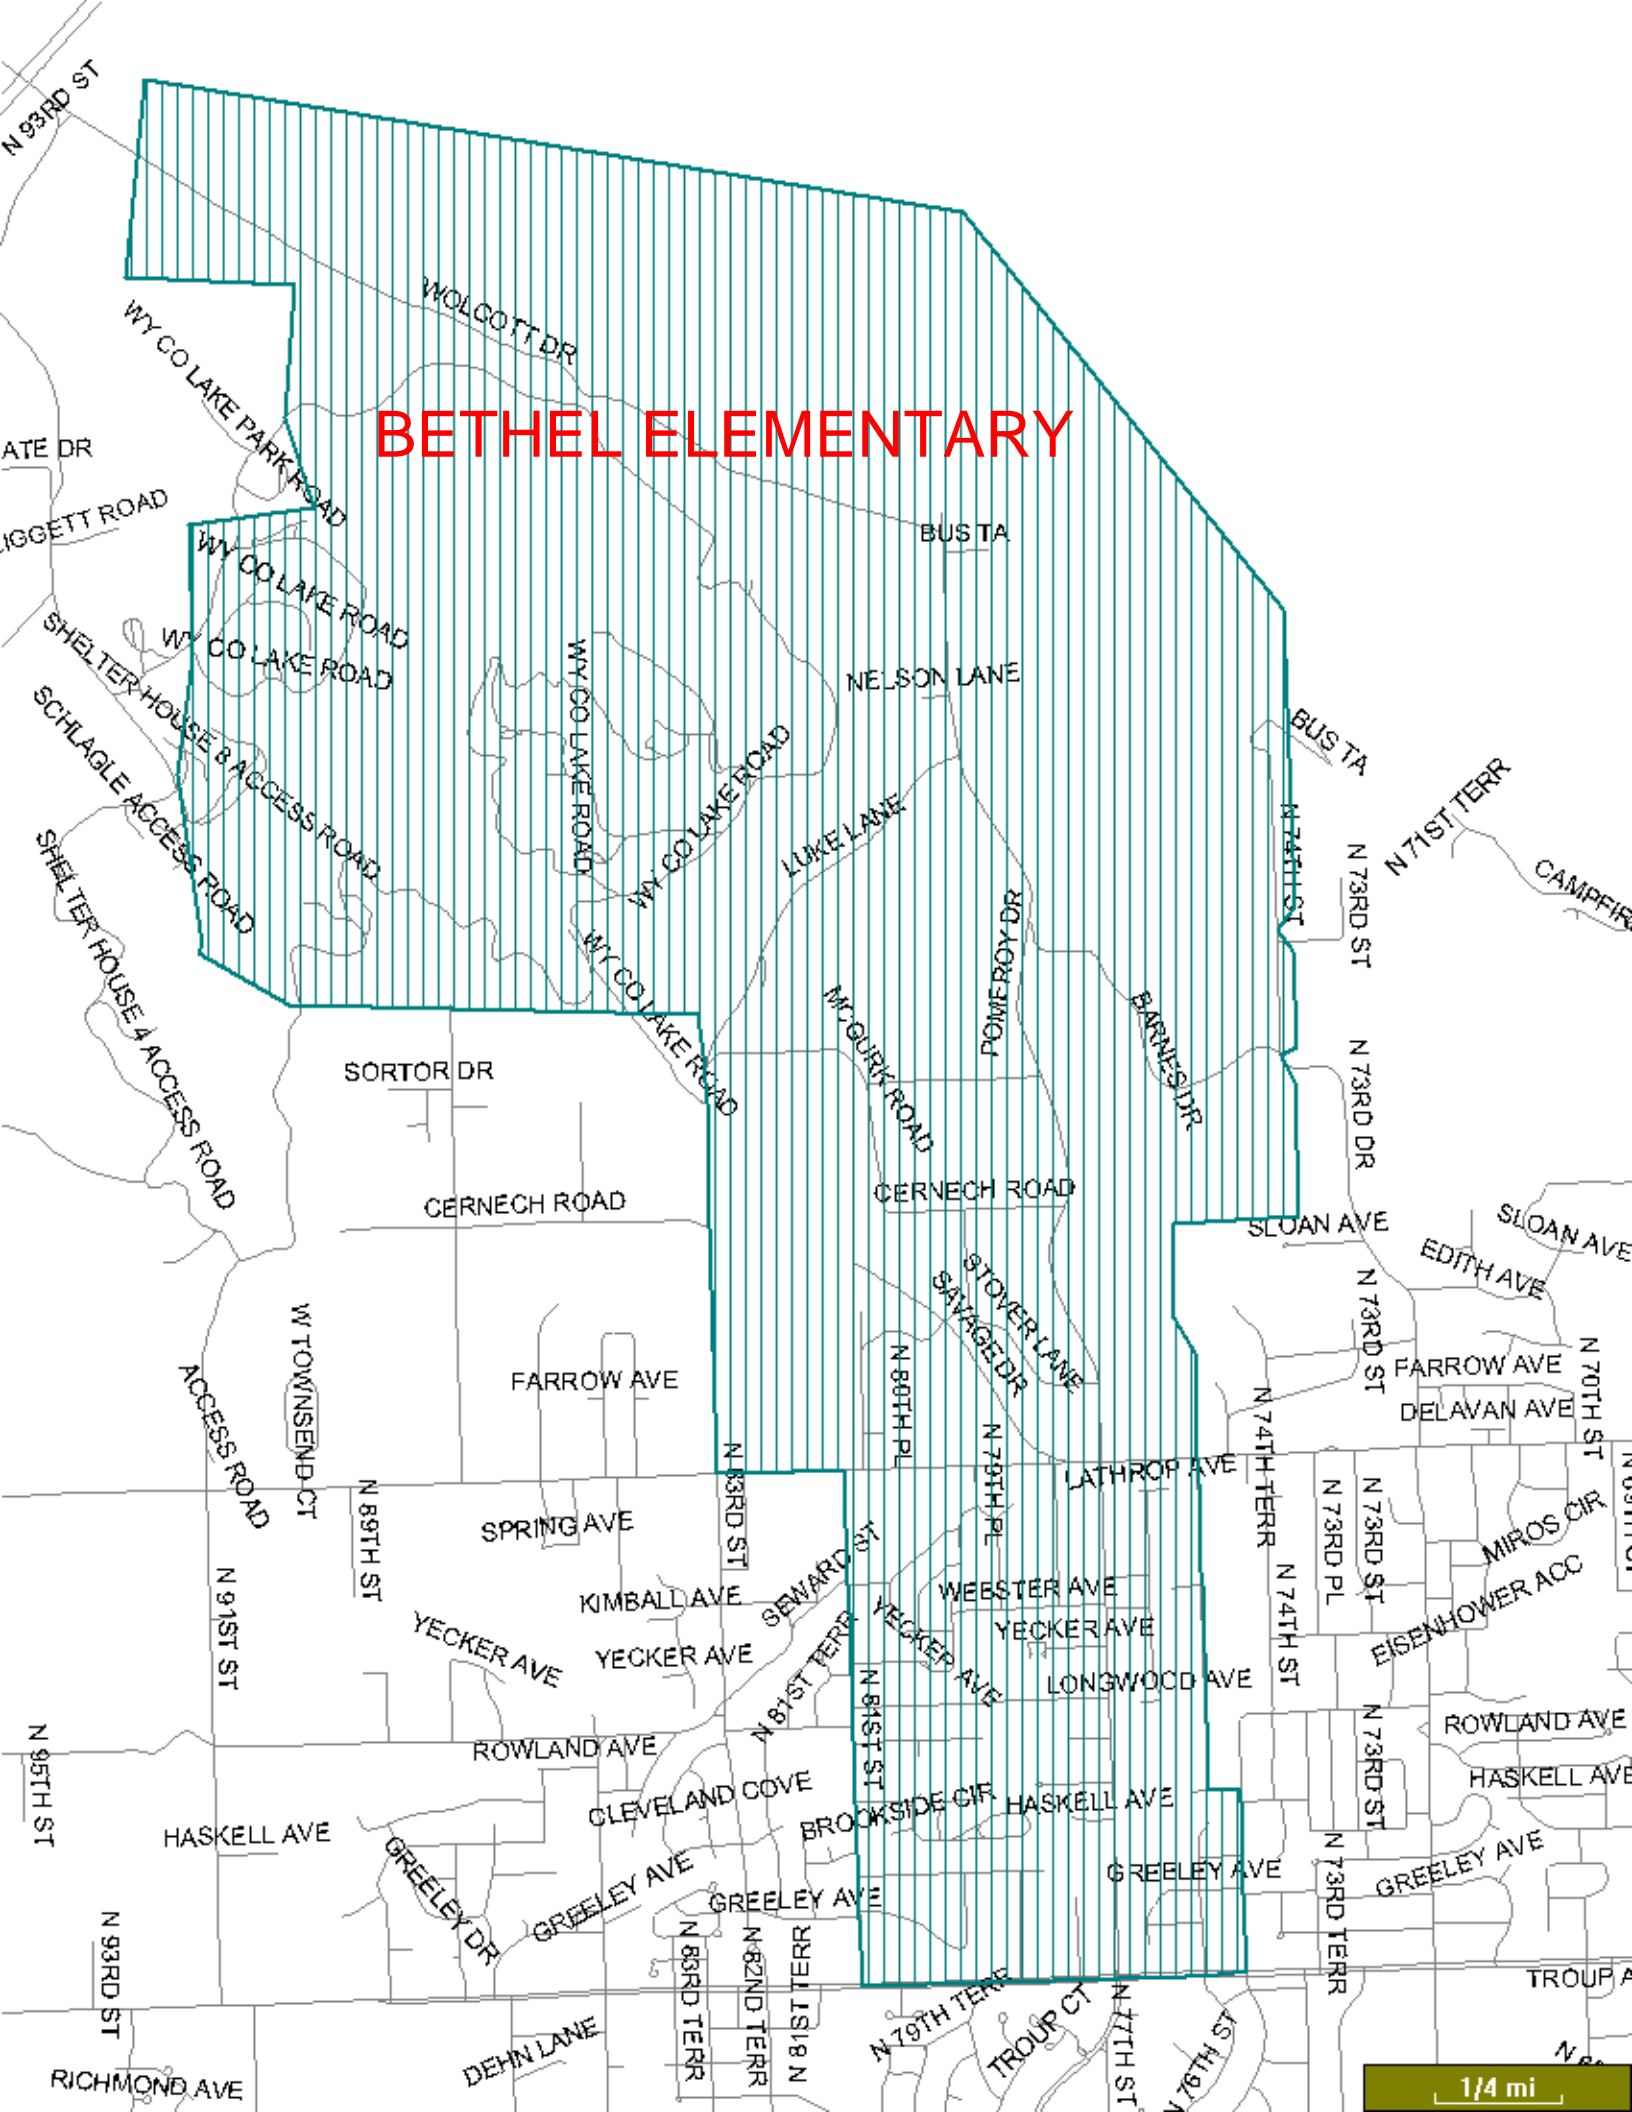 N 93RD ST
WOLCOTT DR
WY CO LAKE PARK ROAD
BETHEL ELEMENTARY
ATE DR
IGGETT ROAD
BUS TA
WY CO LAKE ROAD
W CO LAKE ROAD
SHELTER HOUSE 8 ACCESS ROAD
WY CO LAKE ROAD
NELSON LANE
SCHLAGLE ACCESS ROAD
BUS TA
WY CO LAKE ROAD
LUKE LANE
N 74TH ST
N 71ST TERR
N 73RD ST
CAMPFIR
SHELTER HOUSE 4 ACCESS ROAD
WY CO LAKE ROAD
POMEROY DR
MCQURK ROAD
BARNES DR
SORTOR DR
N 73RD DR
CERNECH ROAD
CERNECH ROAD
SLOAN AVE
SLOAN AVE
EDITH AVE
STOVER LANE
SAVAGE DR
N 73RD ST
W TOWNSEND CT
ACCESS ROAD
FARROW AVE
N 80TH PL
FARROW AVE
N 70TH ST
DELAVAN AVE
N 74TH TERR
N 79TH PL
LATHROP AVE
N 83RD ST
N 89TH ST
SPRING AVE
N 73RD PL
N 73RD ST
MIROS CIR
SEWARD ST
N 91ST ST
KIMBALL AVE
WEBSTER AVE
N 74TH ST
EISENHOWER ACC
YECKER AVE
YECKER AVE
YECKER AVE
YECKER AVE
N 81ST TERR
LONGWOOD AVE
N 81ST ST
N 95TH ST
ROWLAND AVE
N 73RD ST
ROWLAND AVE
CLEVELAND COVE
HASKELL AVE
BROOKSIDE CIR
HASKELL AVE
HASKELL AVE
GREELEY DR
GREELEY AVE
GREELEY AVE
GREELEY AVE
N 73RD TERR
GREELEY AVE
N 93RD ST
N 83RD TERR
N 82ND TERR
N 81ST TERR
N 79TH TERR
TROUP CT
N 77TH ST
N 76TH ST
TROUP A
DEHN LANE
RICHMOND AVE
1/4 mi